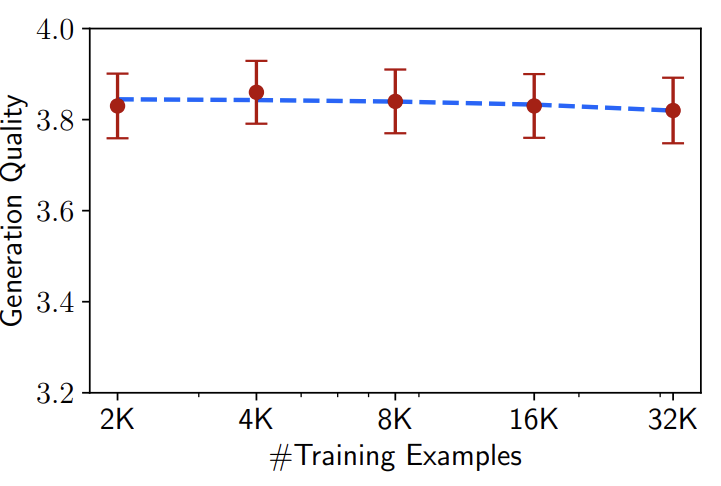 4.0
3.8
3.6
3.4
3.2
Generation Quality
2K 4K 8K 16K 32K
#Training Examples